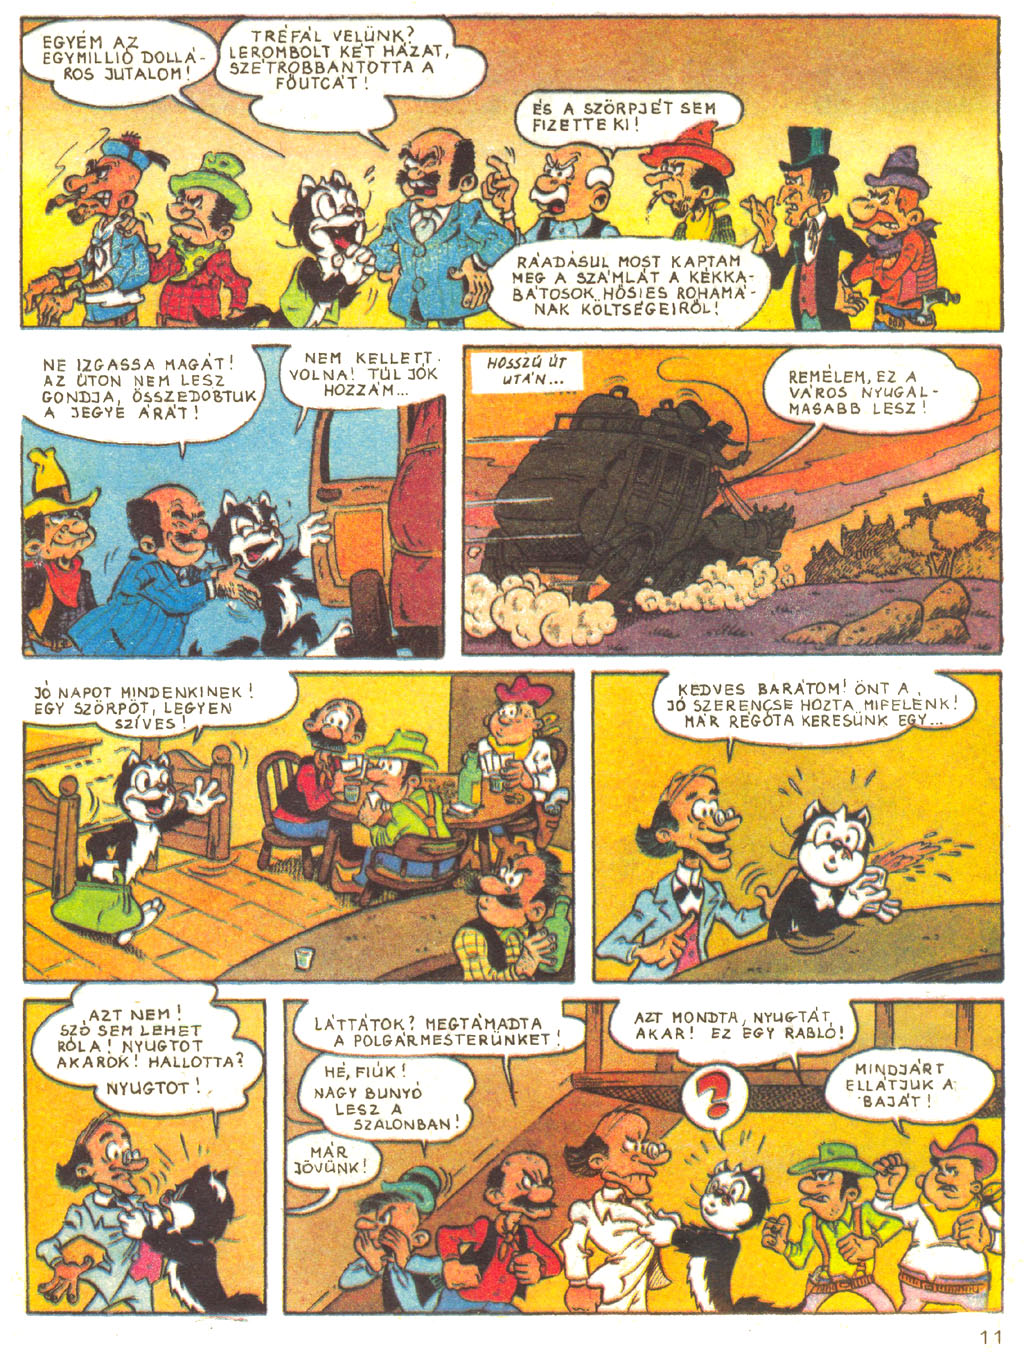 EGYÉM AZ
EGYMILLIÓ DOLLÁ-
ROS JUTALOM!
TRÉFÁL VELÜNK?
LEROMBOLT KÉT HÁZAT,
SZÉTROBBANTOTTA A
FŐUTCÁT!
ÉS A SZÖRPJÉT SEM
FIZETTE KI!
RÁADÁSUL MOST KAPTAM
MEG A SZÁMLÁT A KÉKKA-
BÁTOSOK HŐSIES ROHAMÁ-
NAK KÖLTSÉGEIRŐL!
NE IZGASSA MAGÁT!
AZ ÚTON NEM LESZ
GONDJA, ÖSSZEDOBTUK
A JEGYE ÁRÁT!
NEM KELLETT
VOLNA! TÚL JÓK
HOZZÁM...
HOSSZÚ ÚT
UTÁN...
REMÉLEM, EZ A
VÁROS NYUGAL-
MASABB LESZ!
JÓ NAPOT MINDENKINEK!
EGY SZÖRPÖT, LEGYEN
SZÍVES!
KEDVES BARÁTOM! ÖNT A
JÓ SZERENCSE HOZTA MIFELÉNK!
MÁR RÉGÓTA KERESÜNK EGY...
AZT NEM!
SZÓ SEM LEHET
RÓLA! NYUGTOT
AKAROK! HALLOTTA?
NYUGTOT!
LÁTTÁTOK? MEGTÁMADTA
A POLGÁRMESTERÜNKET!
HÉ, FIÚK!
NAGY BUNYÓ
LESZ A
SZALONBAN!
MÁR
JÖVÜNK!
AZT MONDTA, NYUGTÁT
AKAR! EZ EGY RABLÓ!
?
MINDJÁRT
ELLÁTJUK A
BAJÁT!
11